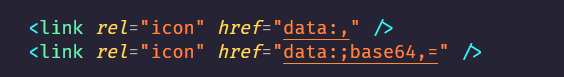 <link rel="icon" href="data:," />
<link rel="icon" href="data:;base64,=" />